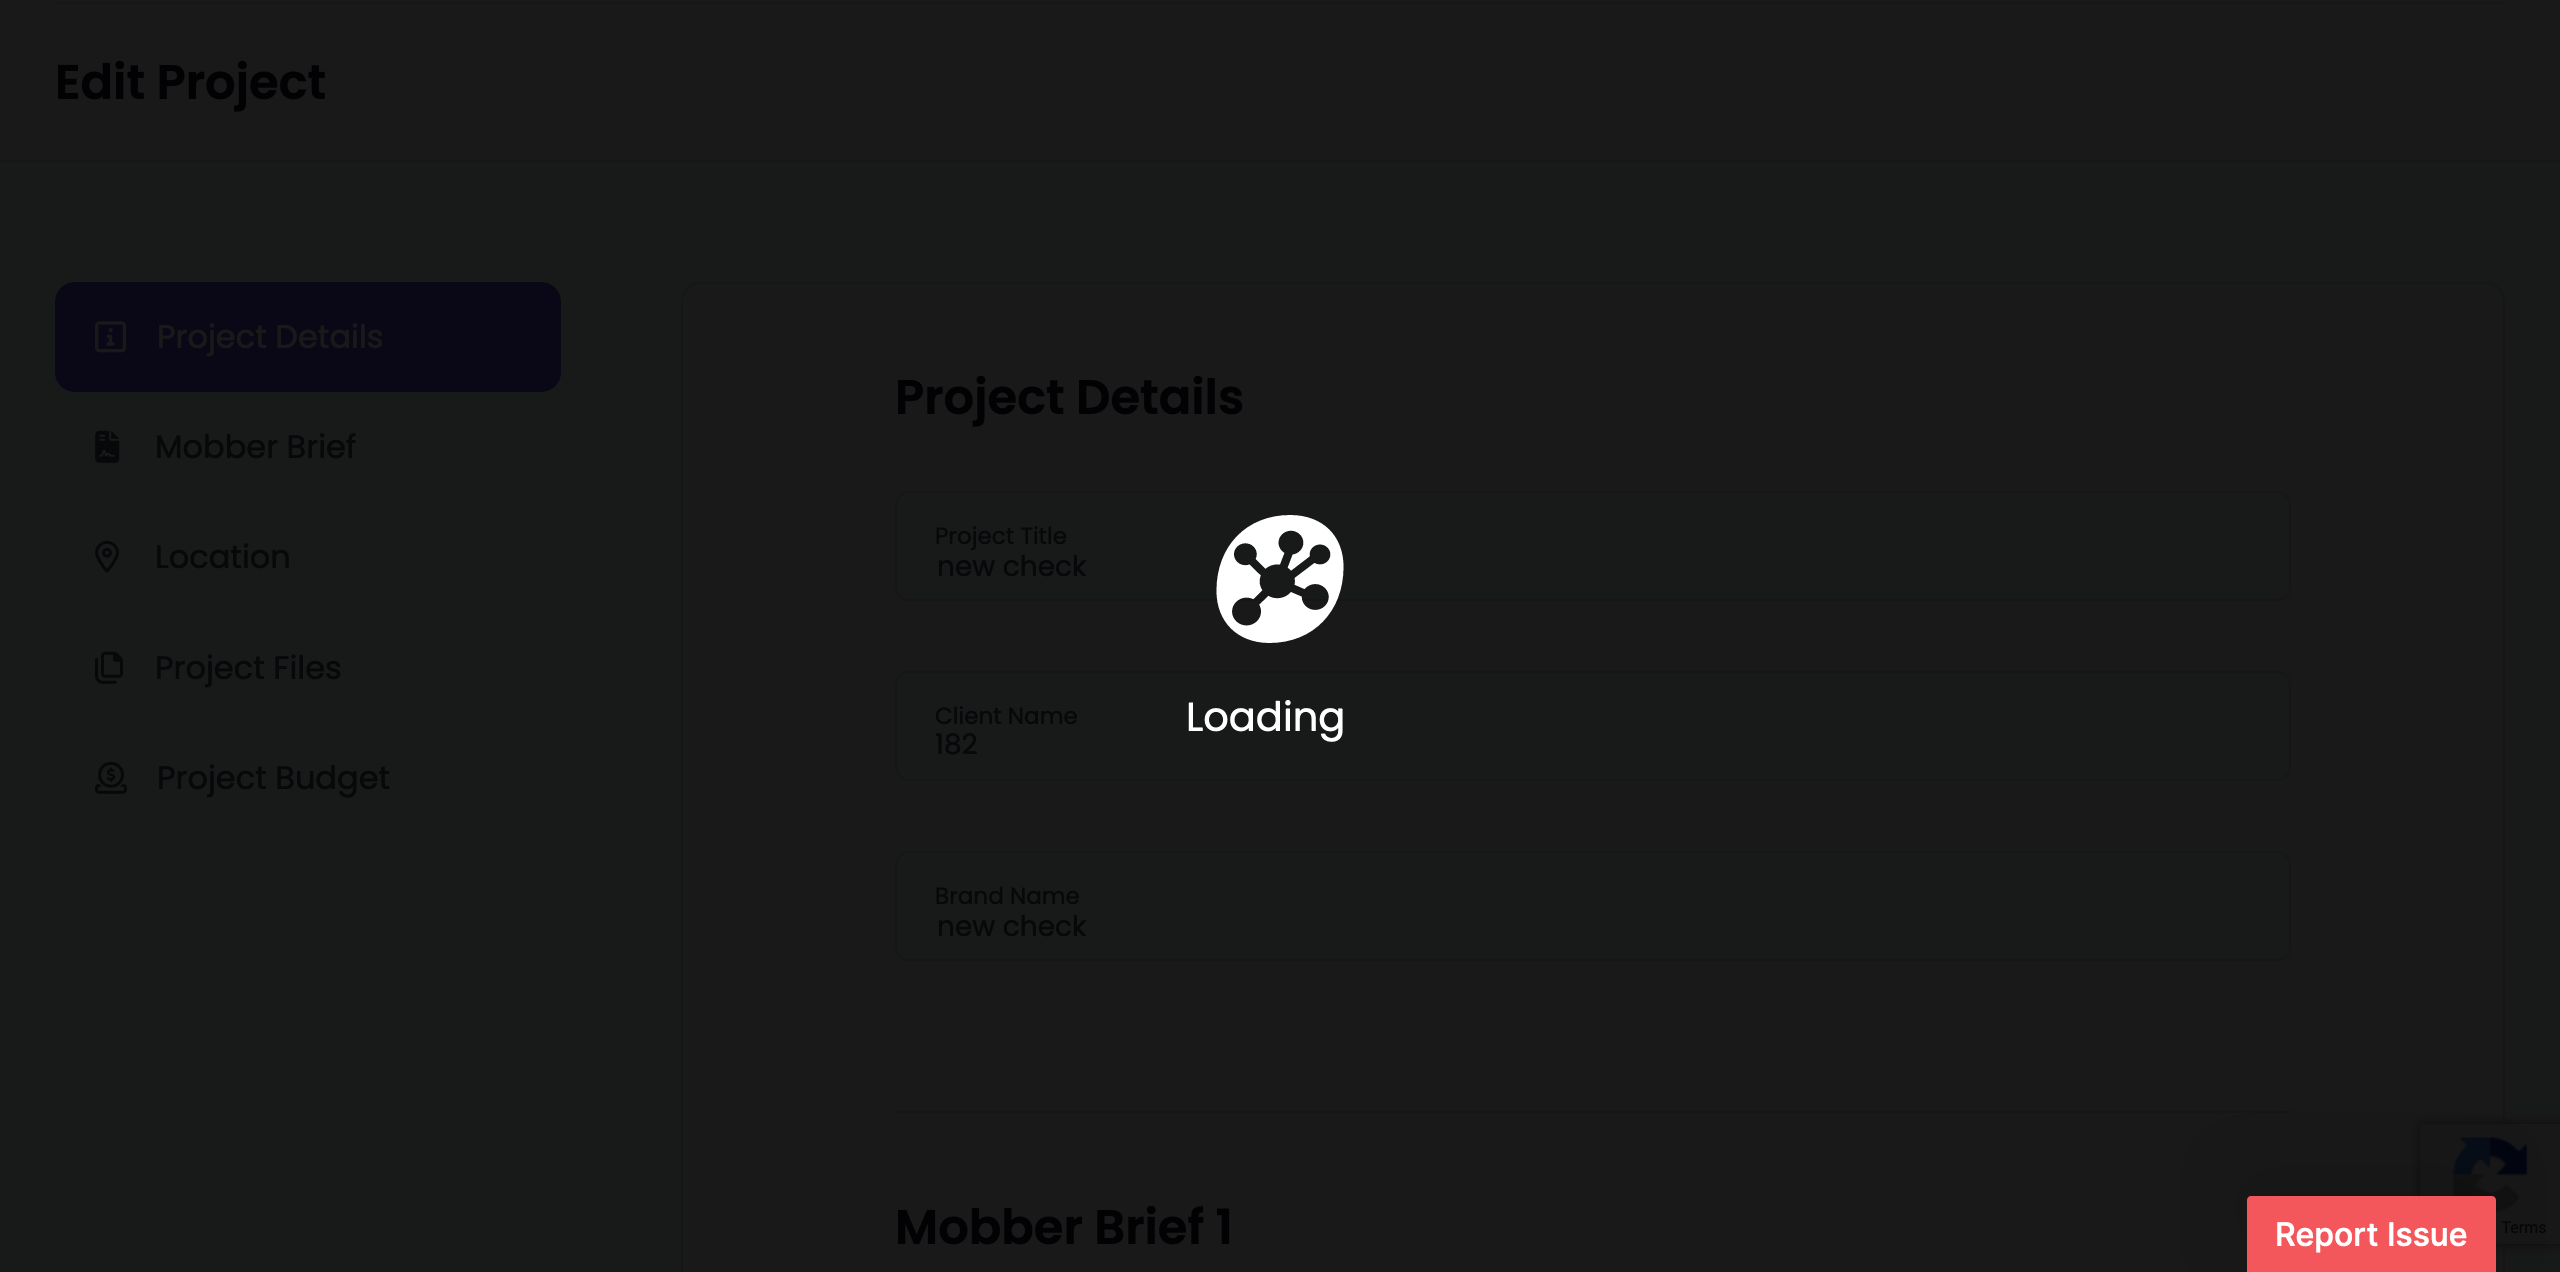 Edit Project
Project Details
Mobber Brief
Location
Project Files
Project Budget
Project Details
Project Title
new check
Client Name
182
Brand Name
new check
Loading
Mobber Brief 1
Report Issue
Terms